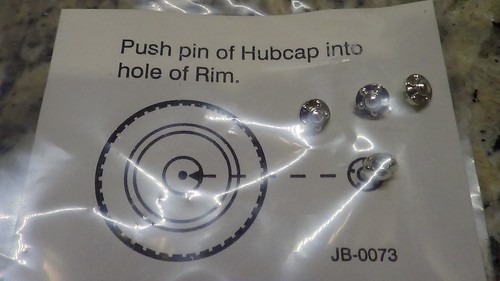 Push pin of Hubcap into
hole of Rim.
JB-0073